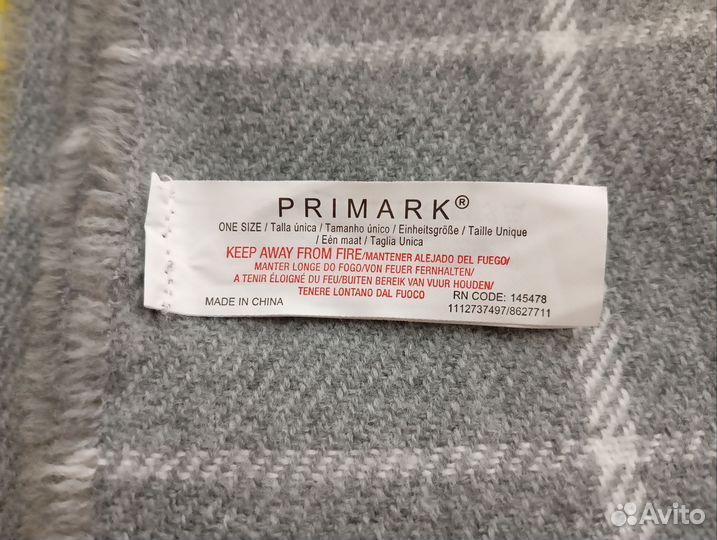 PRIMARK®
ONE SIZE / Talla única / Tamanho único / Einheitsgröße / Taille Unique
/ Eén maat / Taglia Unica
KEEP AWAY FROM FIRE/MANTENER ALEJADO DEL FUEGO/
MANTER LONGE DO FOGO/VON FEUER FERNHALTEN/
A TENIR ÉLOIGNÉ DU FEU/BUITEN BEREIK VAN VUUR HOUDEN/
TENERE LONTANO DAL FUOCO
RN CODE: 145478
MADE IN CHINA
1112737497/8627711
Avito